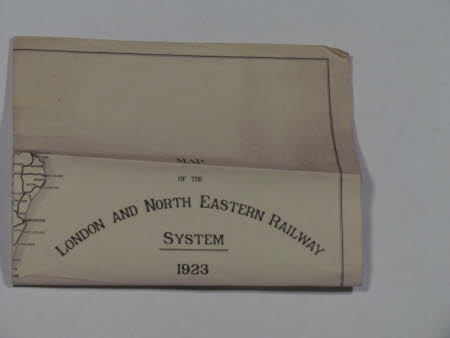 MAP
OF THE
LONDON AND NORTH EASTERN RAILWAY
SYSTEM
1923